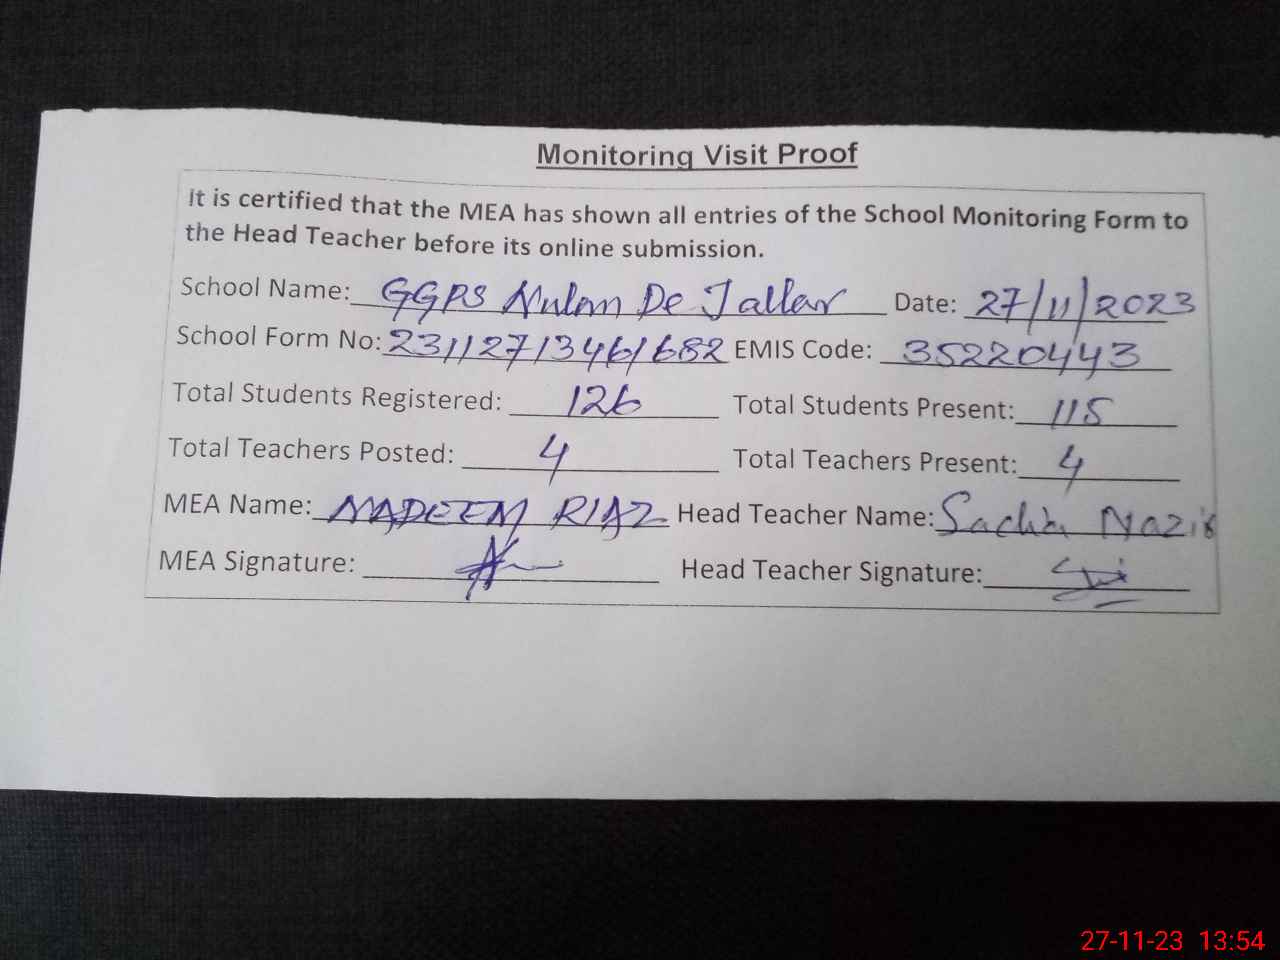 Monitoring Visit Proof
It is certified that the MEA has shown all entries of the School Monitoring Form to
the Head Teacher before its online submission.
School Name: GGPS Mulan De Jallar Date: 27/11/2023
School Form No: 23112713461682 EMIS Code: 35220443
Total Students Registered: 126 Total Students Present: 115
Total Teachers Posted: 4 Total Teachers Present: 4
MEA Name: NADEEM RIAZ Head Teacher Name: Nazir
MEA Signature: Head Teacher Signature:
27-11-23 13:54